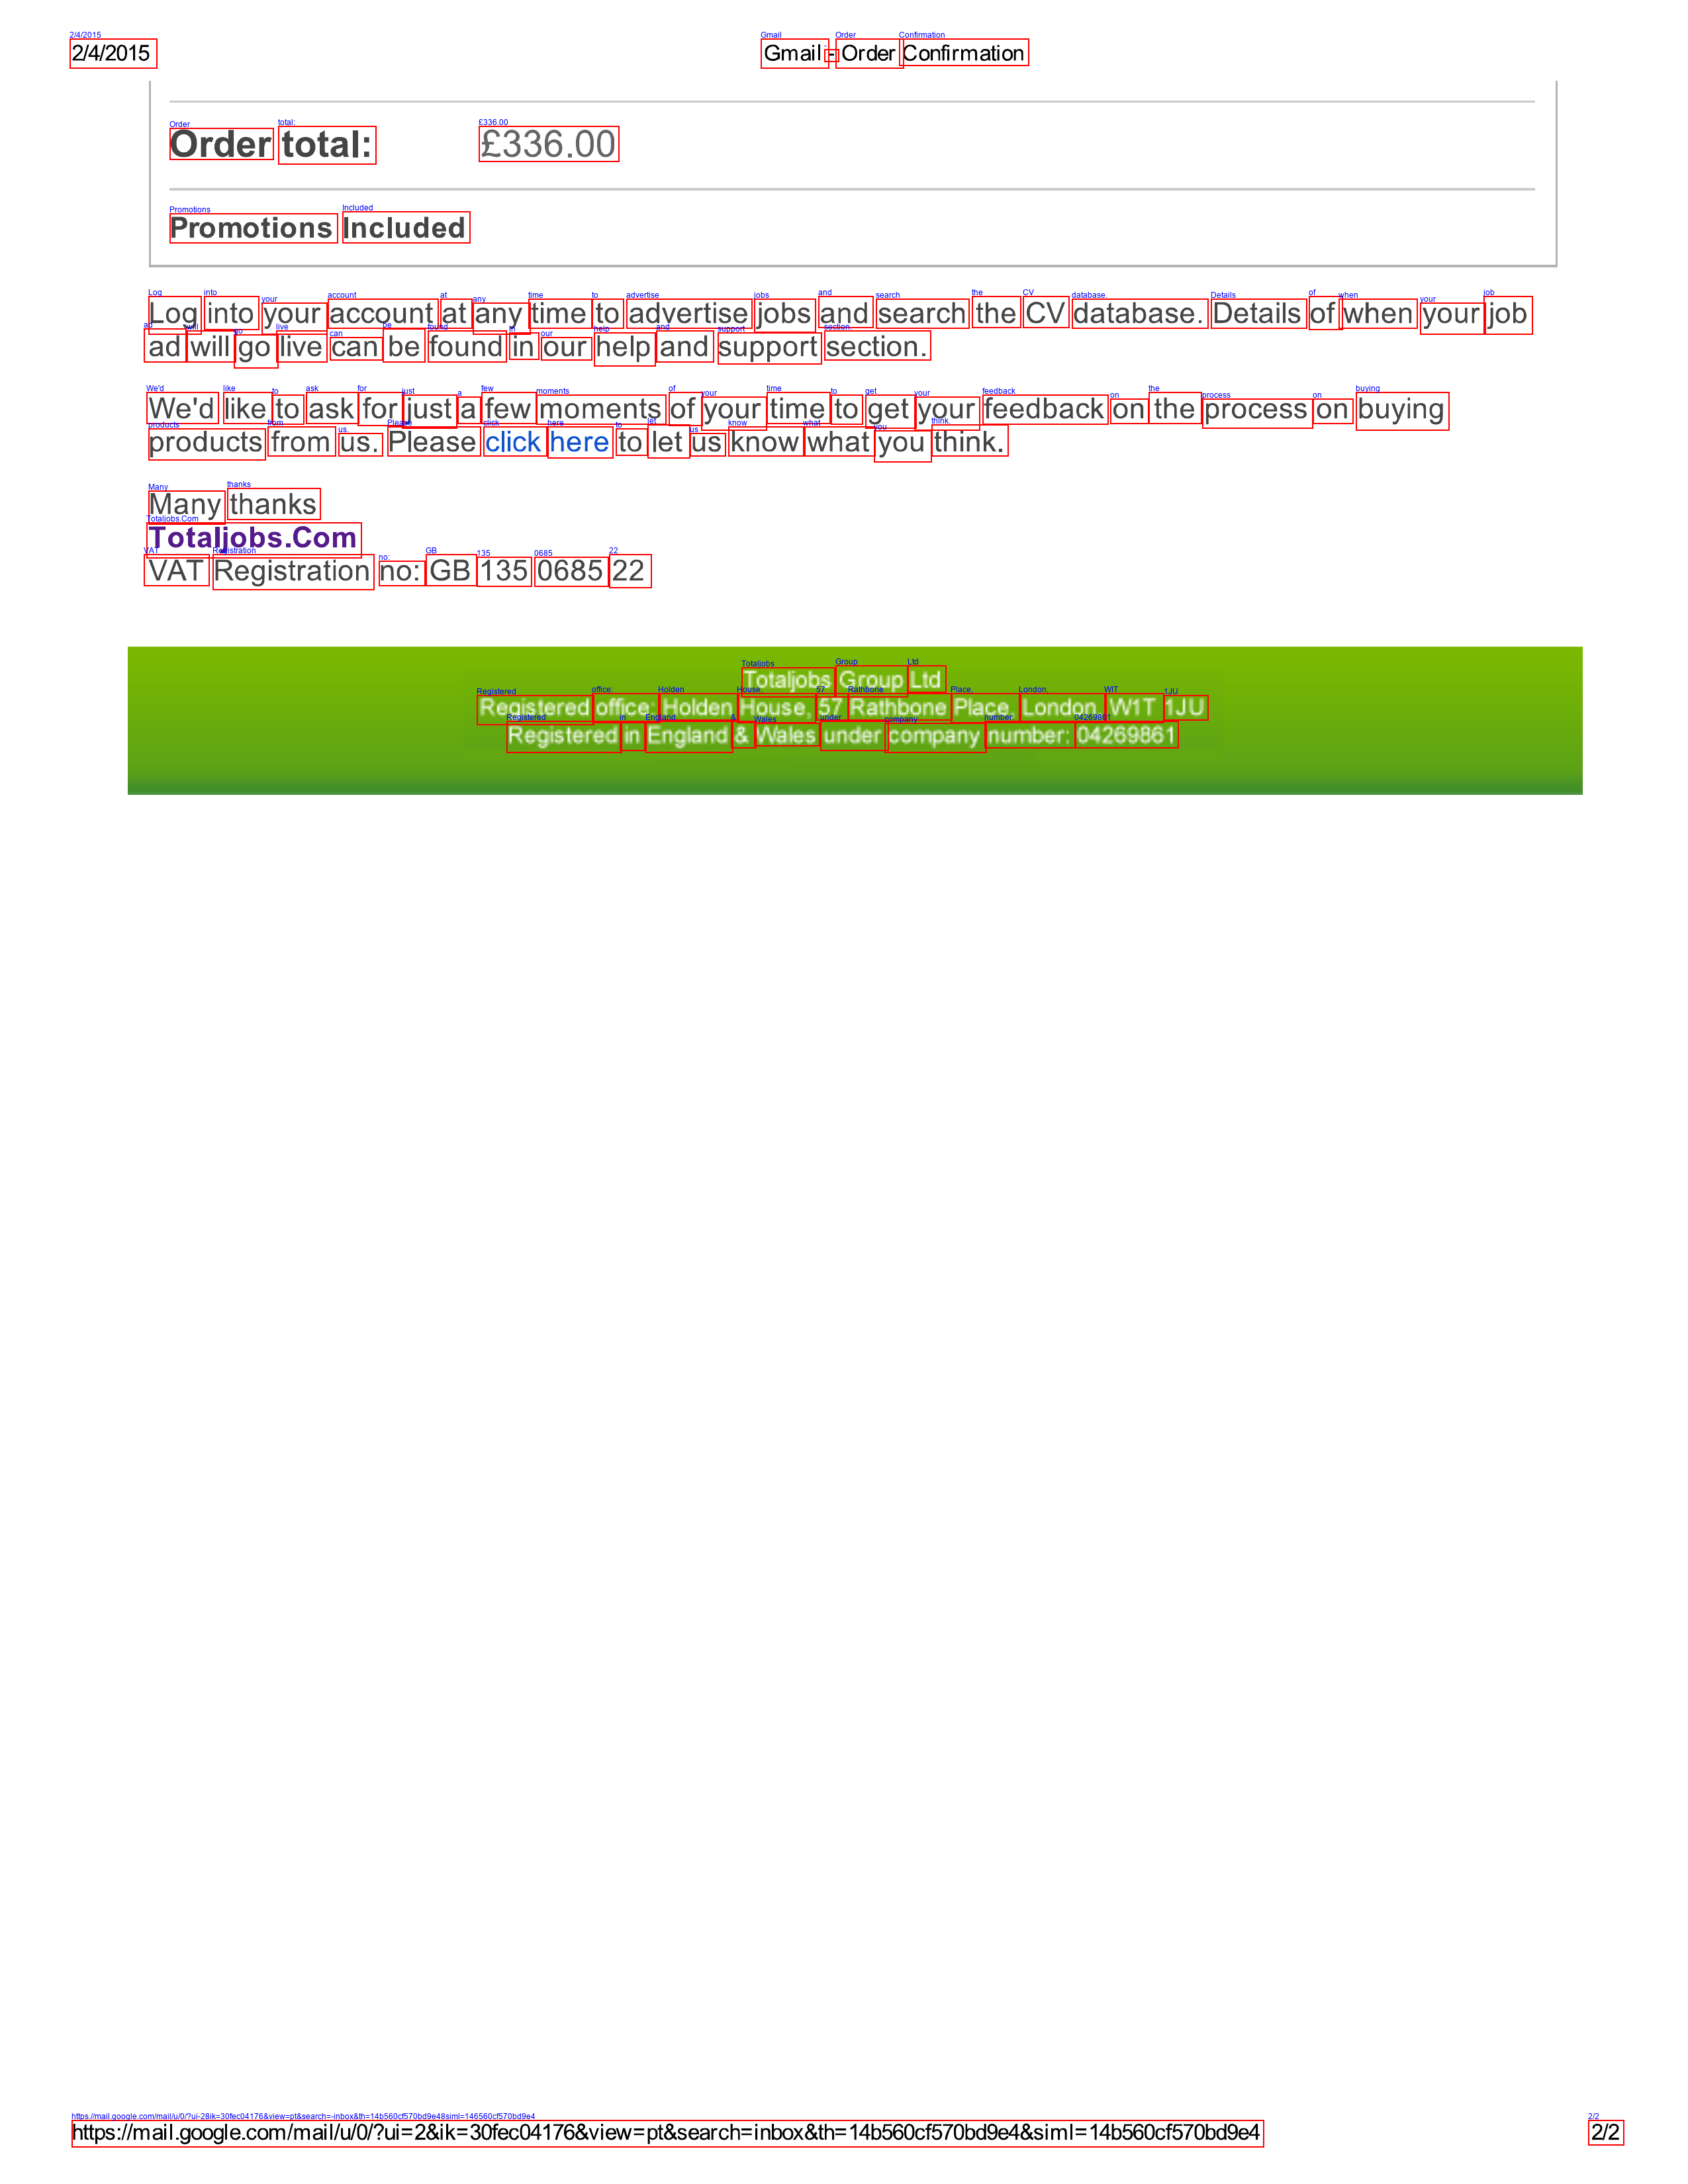 2/4/2015 Gmail - Order Confirmation
Order total: £336.00
Promotions Included
Log into your account at any time to advertise jobs and search the CV database. Details of when your job
ad will go live can be found in our help and support section.
We'd like to ask for just a few moments of your time to get your feedback on the process on buying
products from us. Please click here to let us know what you think.
Many thanks
Totaljobs.Com
VAT Registration no: GB 135 0685 22
Totaljobs Group Ltd
Registered office: Holden House, 57 Rathbone Place, London, W1T 1JU
Registered in England & Wales under company number: 04269861
https://mail.google.com/mail/u/0/?ui=2&ik=30fec04176&view=pt&search=inbox&th=14b560cf570bd9e4&siml=14b560cf570bd9e4 2/2